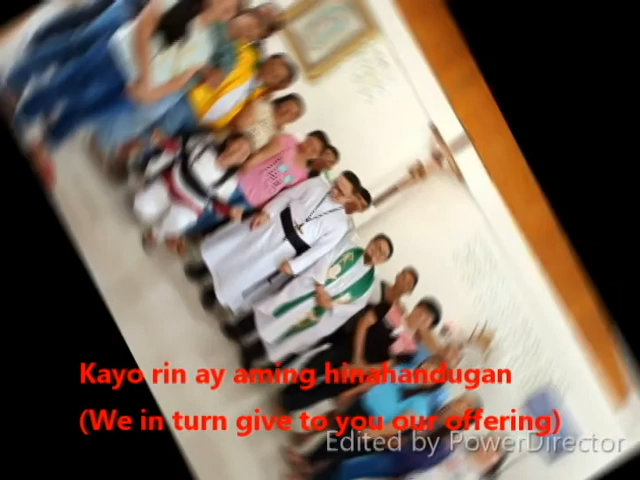 Kayo rin ay aming hinahandugan
(We in turn give to you our offering)
Edited by PowerDirector